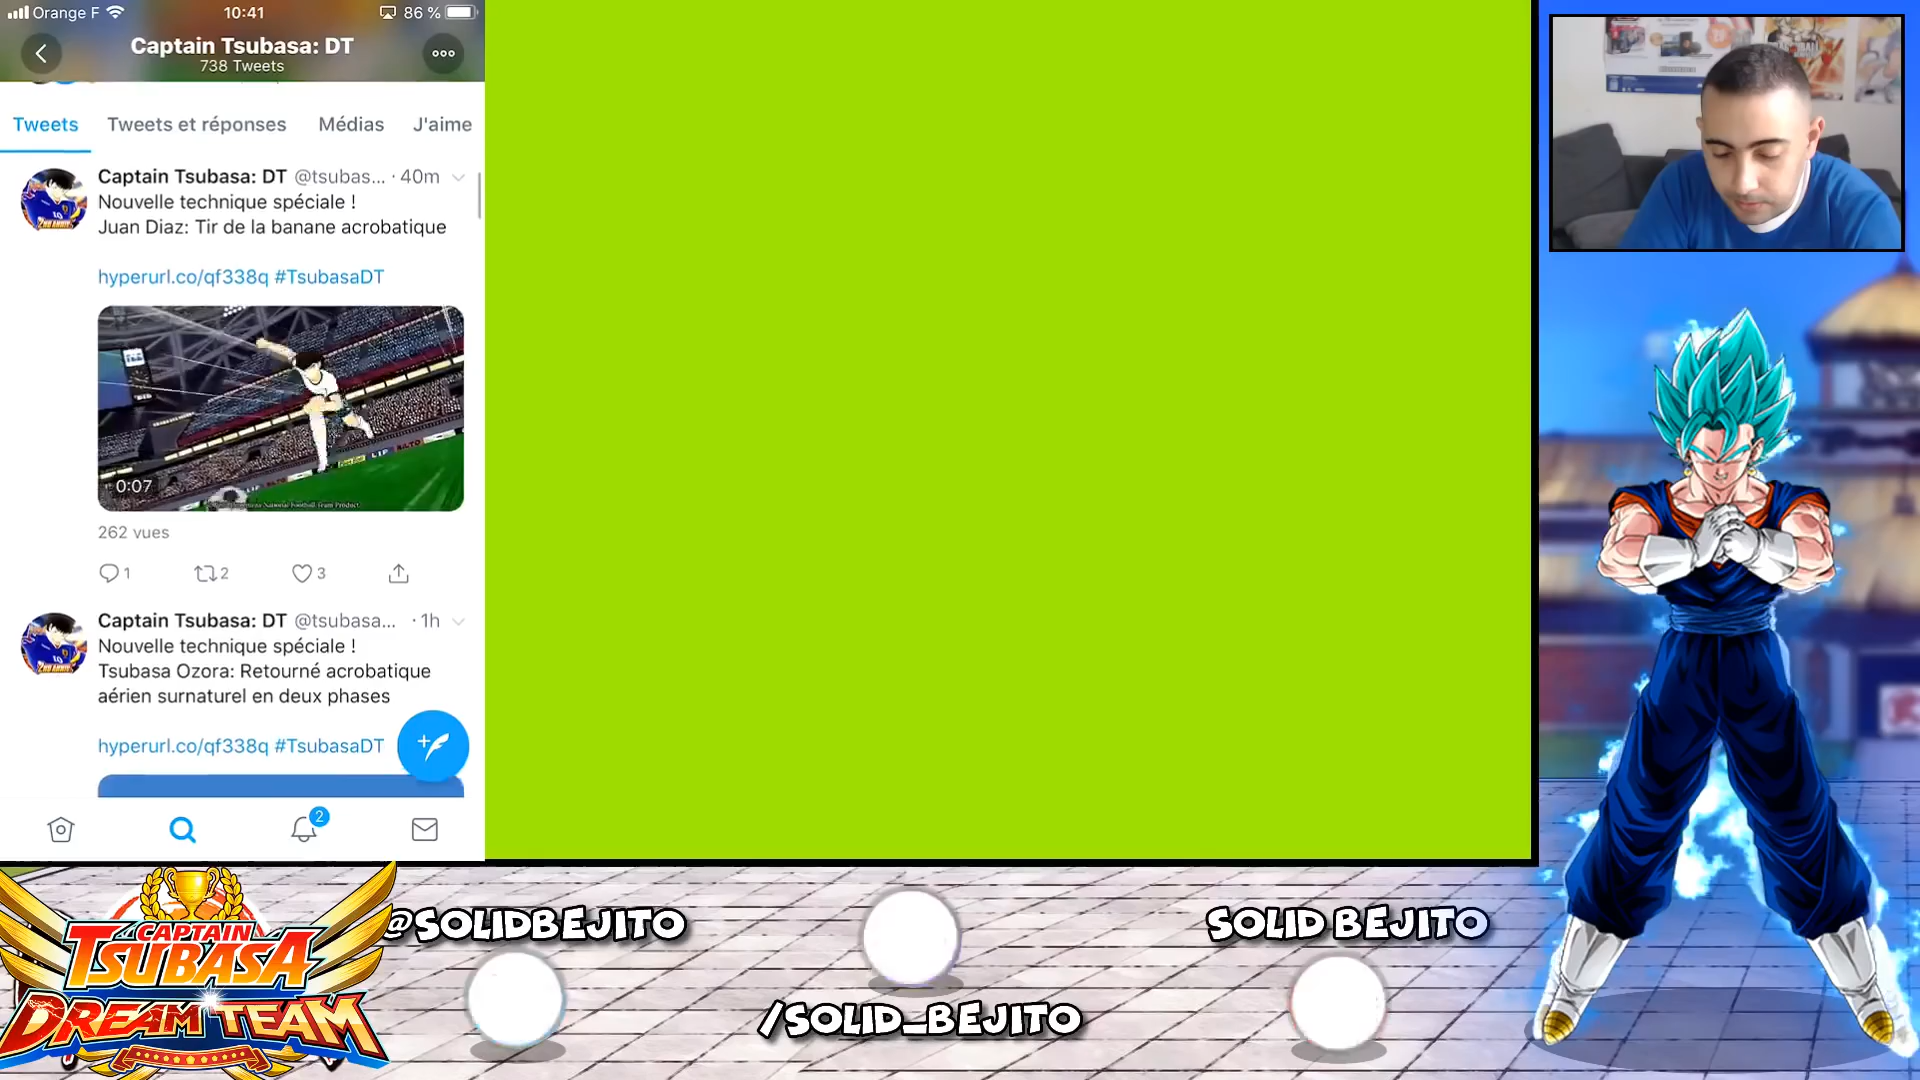 Orange F
10:41
86 %
Captain Tsubasa: DT
738 Tweets
Tweets
Tweets et réponses
Médias
J'aime
Captain Tsubasa: DT @tsubas... · 40m
Nouvelle technique spéciale !
Juan Diaz: Tir de la banane acrobatique
hyperurl.co/qf338q #TsubasaDT
0:07
262 vues
1
2
3
Captain Tsubasa: DT @tsubasa... · 1h
Nouvelle technique spéciale !
Tsubasa Ozora: Retourné acrobatique
aérien surnaturel en deux phases
hyperurl.co/qf338q #TsubasaDT
2
CAPTAIN
TSUBASA
DREAM TEAM
@SOLIDBEJITO
/SOLID_BEJITO
SOLID BEJITO